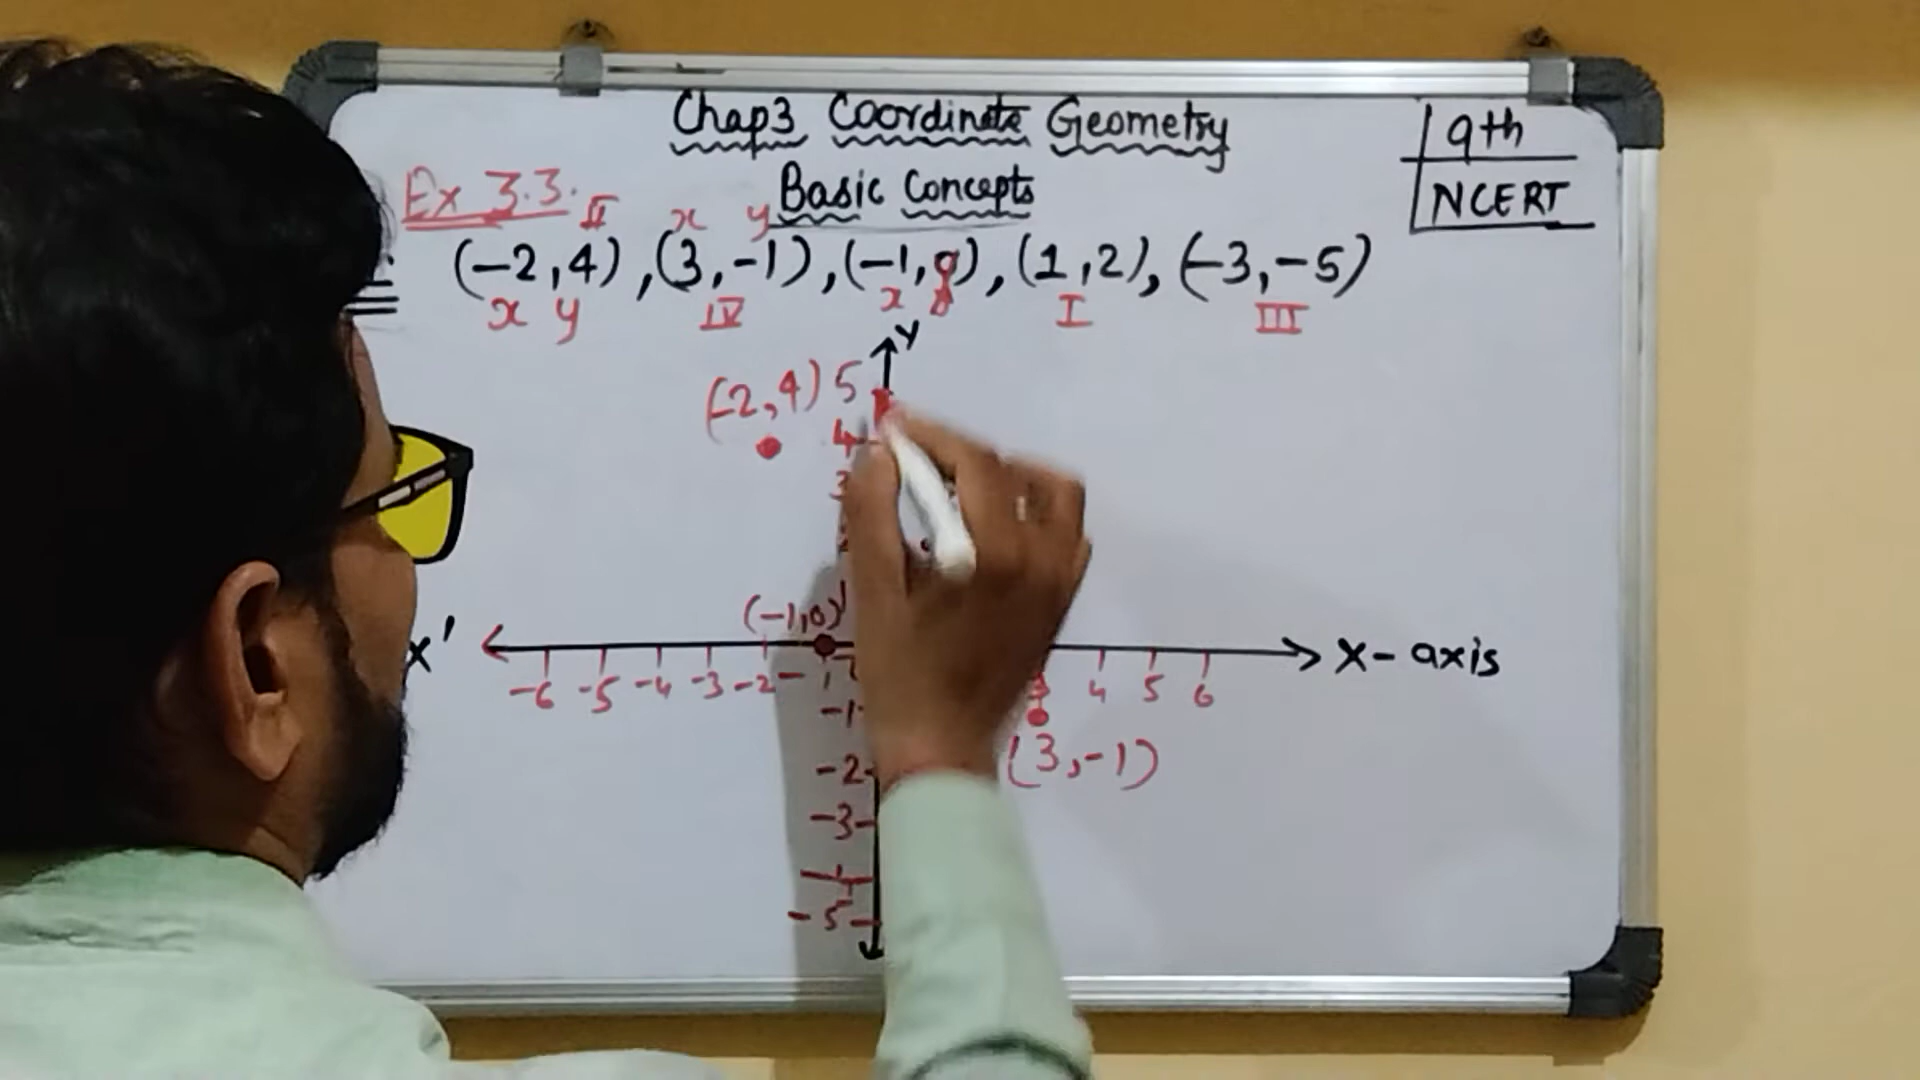 Chap3 Coordinate Geometry
9th
NCERT
Basic Concepts
Ex 3.3.
II x y
(-2,4),(3,-1),(-1,0),(1,2),(-3,-5)
x y IV x y I III
Y
(-2,4) 5
4
3
(-1,0)
X' X-axis
-6 -5 -4 -3 -2 -1 3 4 5 6
-1
(3,-1)
-2
-3
-5